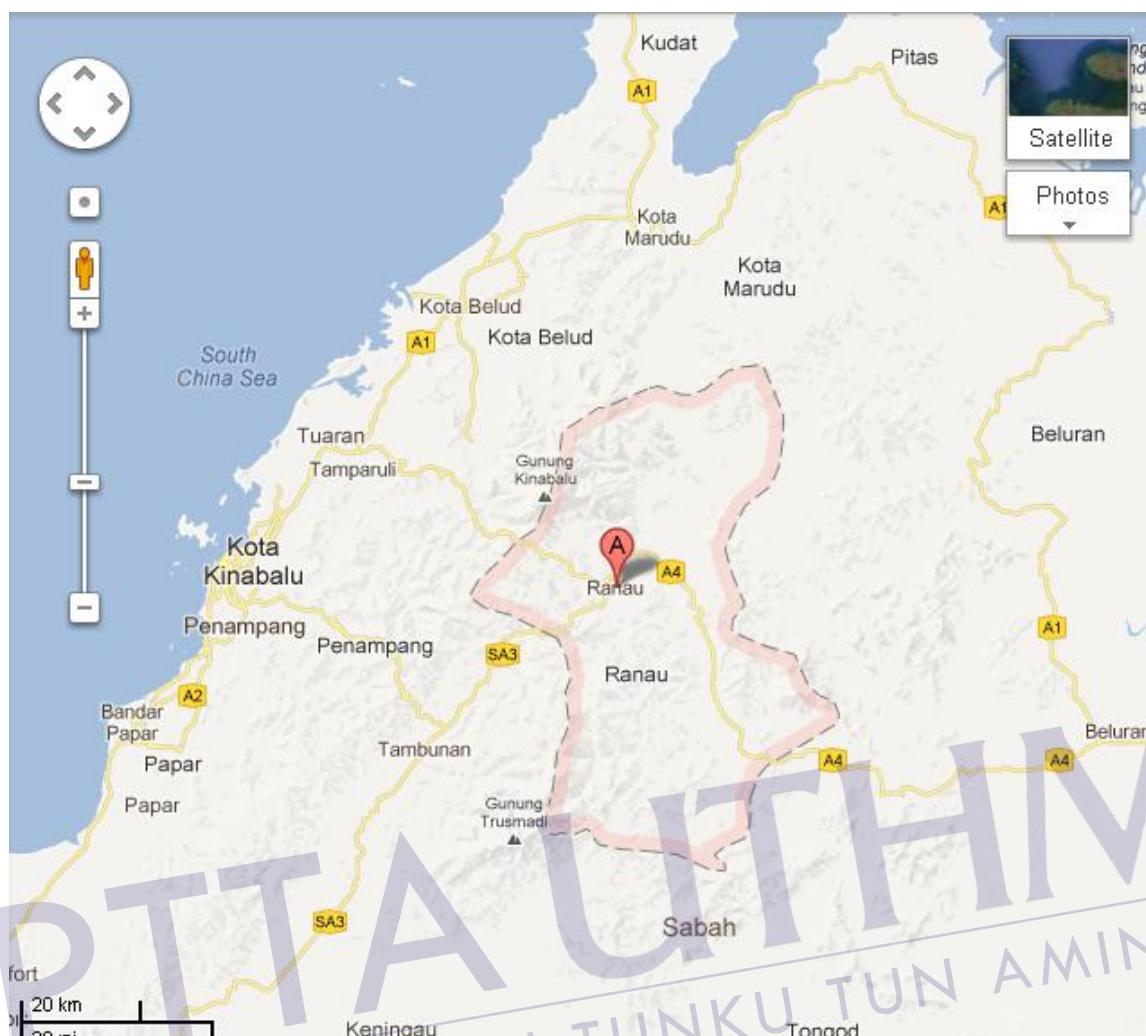 Kudat
Pitas
A1
Satellite
Photos
A1
Kota
Marudu
Kota
Marudu
Kota Belud
Kota Belud
A1
South
China Sea
Tuaran
Tamparuli
Gunung
Kinabalu
Beluran
Kota
Kinabalu
A
Ranau
A4
Penampang
Penampang
SA3
Ranau
A1
A2
Bandar
Papar
Papar
Papar
Tambunan
Gunung
Trusmadi
A4
A4
Beluran
SA3
Sabah
fort
20 km
Keningau
Tongod
PTTA UTHM
TUNKU TUN AMIN